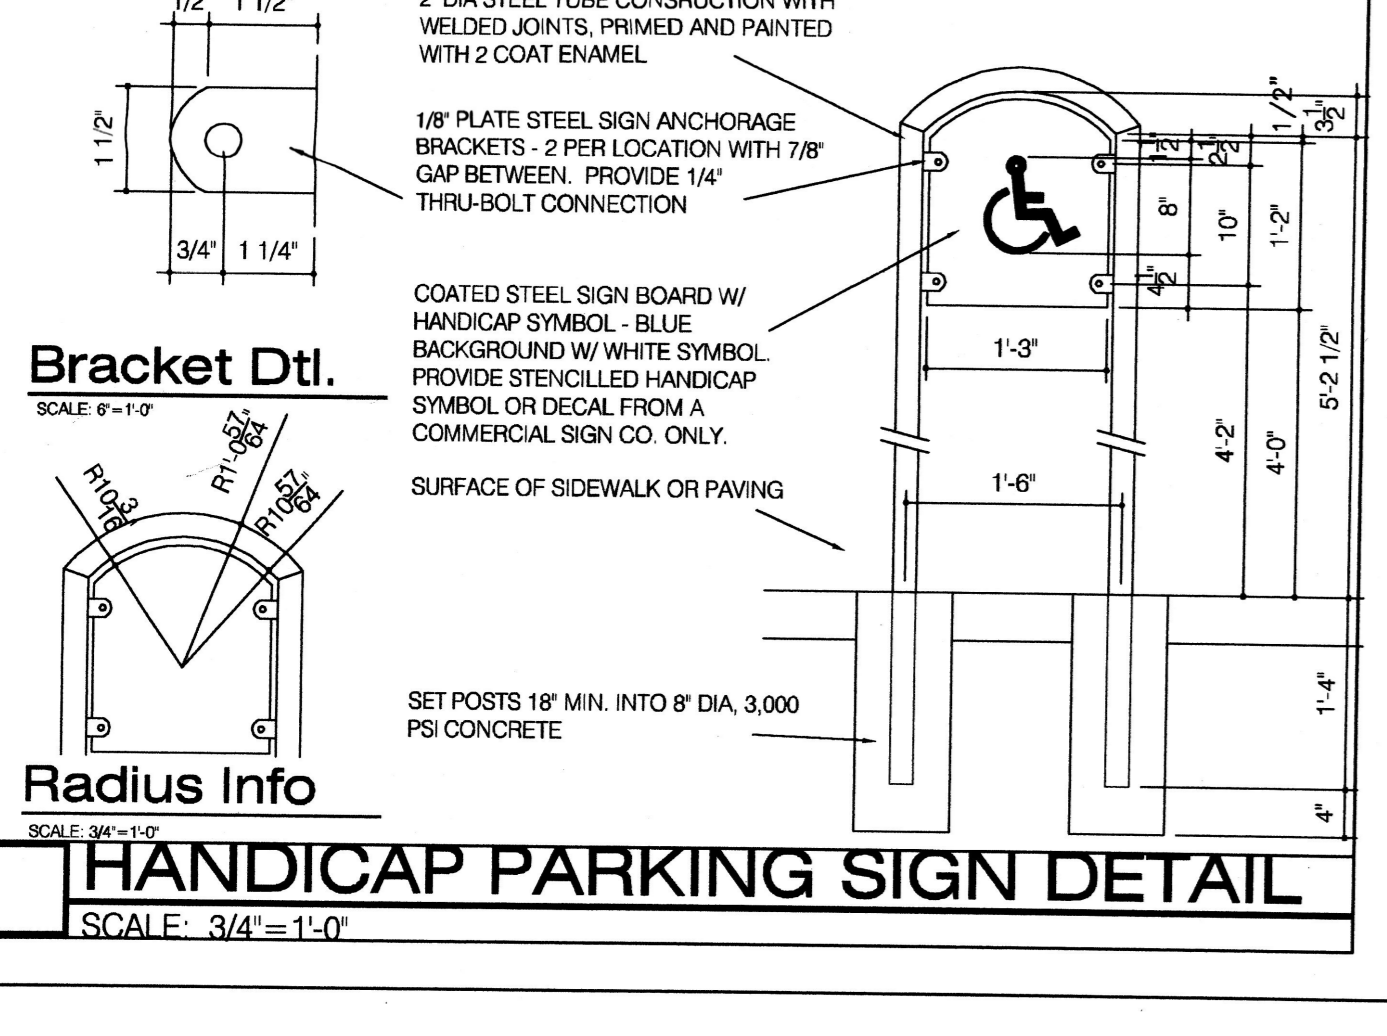 1/2" 1 1/2"
1 1/2"
3/4" 1 1/4"
Bracket Dtl.
SCALE: 6"=1'-0"
2" DIA STEEL TUBE CONSRUCTION WITH
WELDED JOINTS, PRIMED AND PAINTED
WITH 2 COAT ENAMEL
1/8" PLATE STEEL SIGN ANCHORAGE
BRACKETS - 2 PER LOCATION WITH 7/8"
GAP BETWEEN. PROVIDE 1/4"
THRU-BOLT CONNECTION
COATED STEEL SIGN BOARD W/
HANDICAP SYMBOL - BLUE
BACKGROUND W/ WHITE SYMBOL.
PROVIDE STENCILLED HANDICAP
SYMBOL OR DECAL FROM A
COMMERCIAL SIGN CO. ONLY.
SURFACE OF SIDEWALK OR PAVING
SET POSTS 18" MIN. INTO 8" DIA, 3,000
PSI CONCRETE
R10 3/16"
R1'-0 57/64"
R10 57/64"
Radius Info
SCALE: 3/4"=1'-0"
1/2"
3 1/2"
1 1/2"
2 1/2"
8"
10"
1'-2"
4 1/2"
1'-3"
5'-2 1/2"
4'-2"
4'-0"
1'-6"
1'-4"
4"
HANDICAP PARKING SIGN DETAIL
SCALE: 3/4"=1'-0"